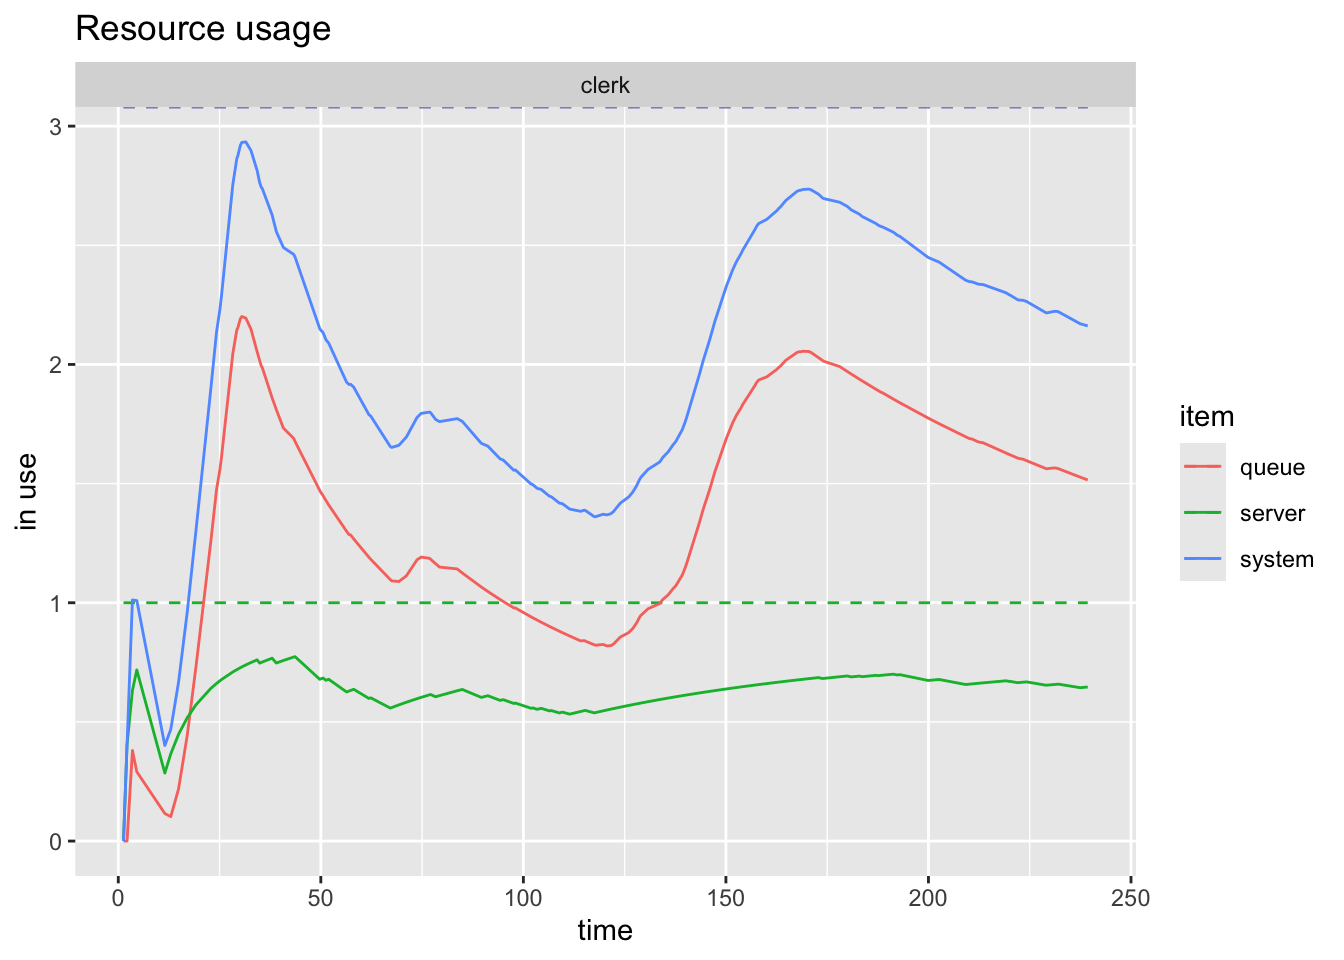 Resource usage
clerk
3
2
1
0
in use
0 50 100 150 200 250
time
item
queue
server
system